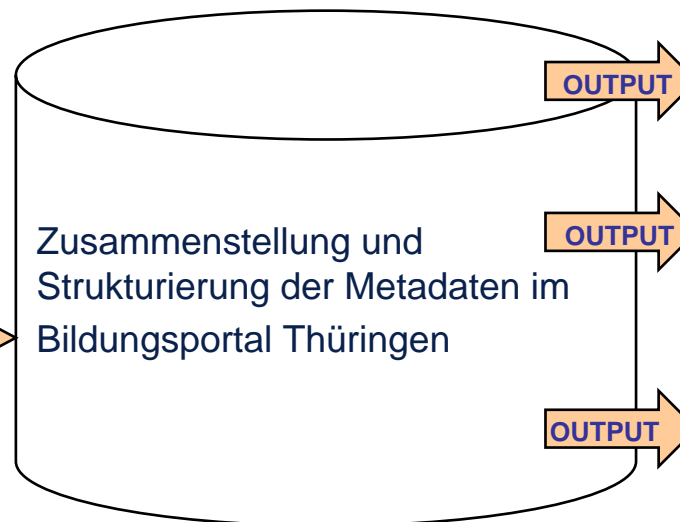 OUTPUT
Zusammenstellung und
OUTPUT
Strukturierung der Metadaten im
Bildungsportal Thüringen
OUTPUT